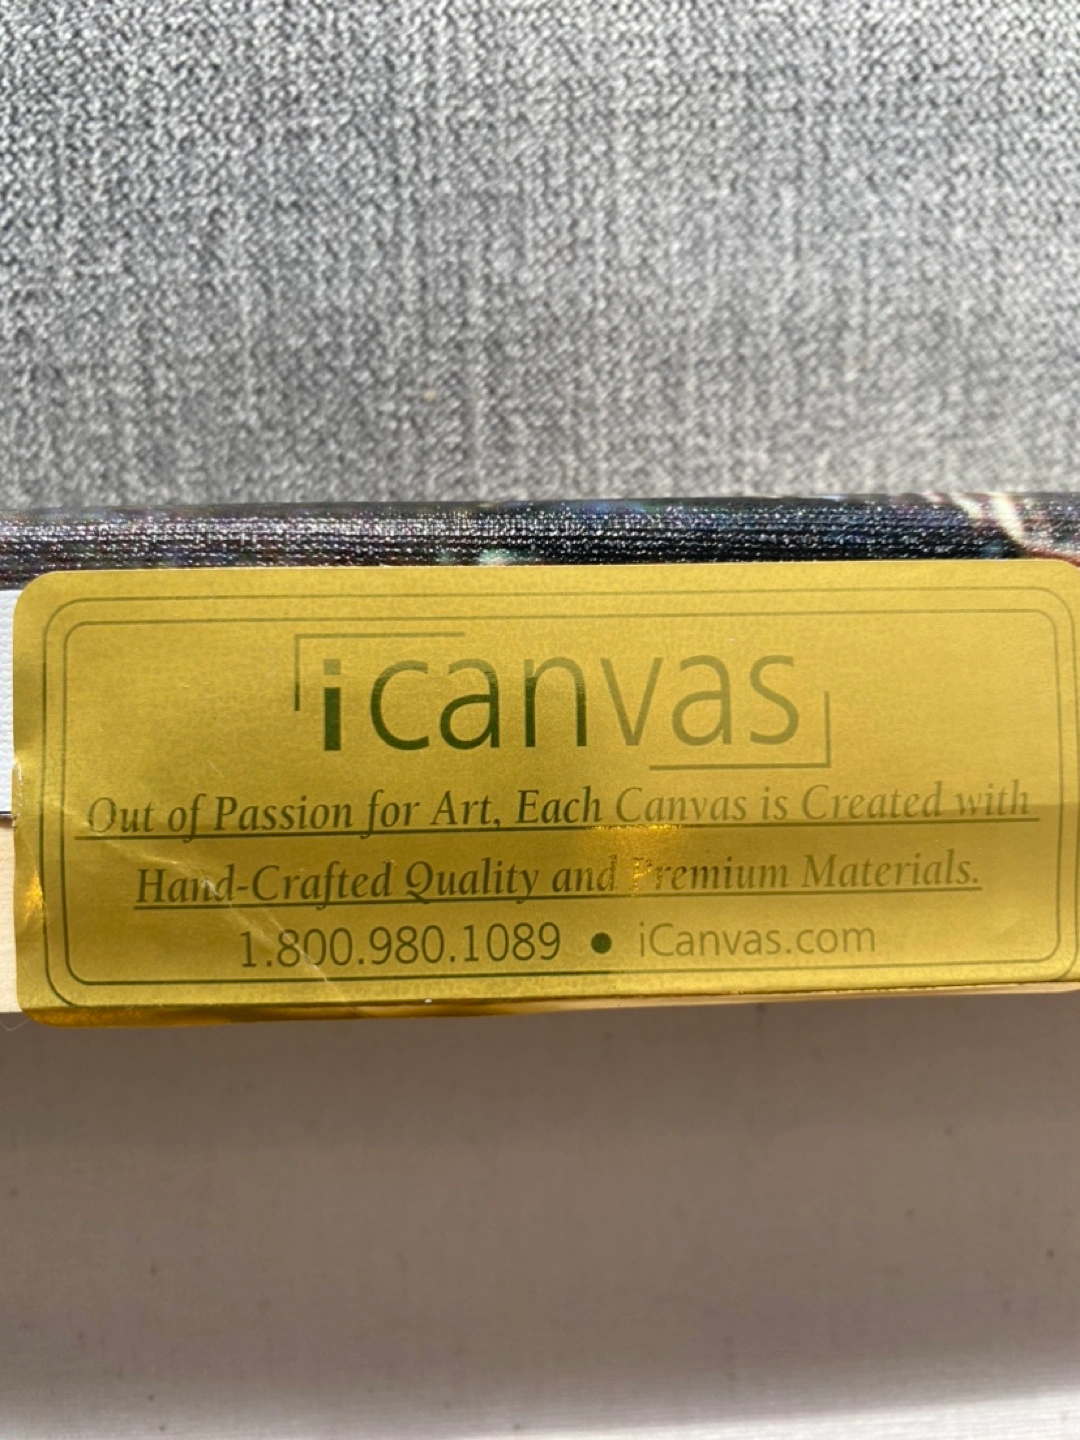 icanvas
Out of Passion for Art, Each Canvas is Created with
Hand-Crafted Quality and Premium Materials.
1.800.980.1089 • iCanvas.com